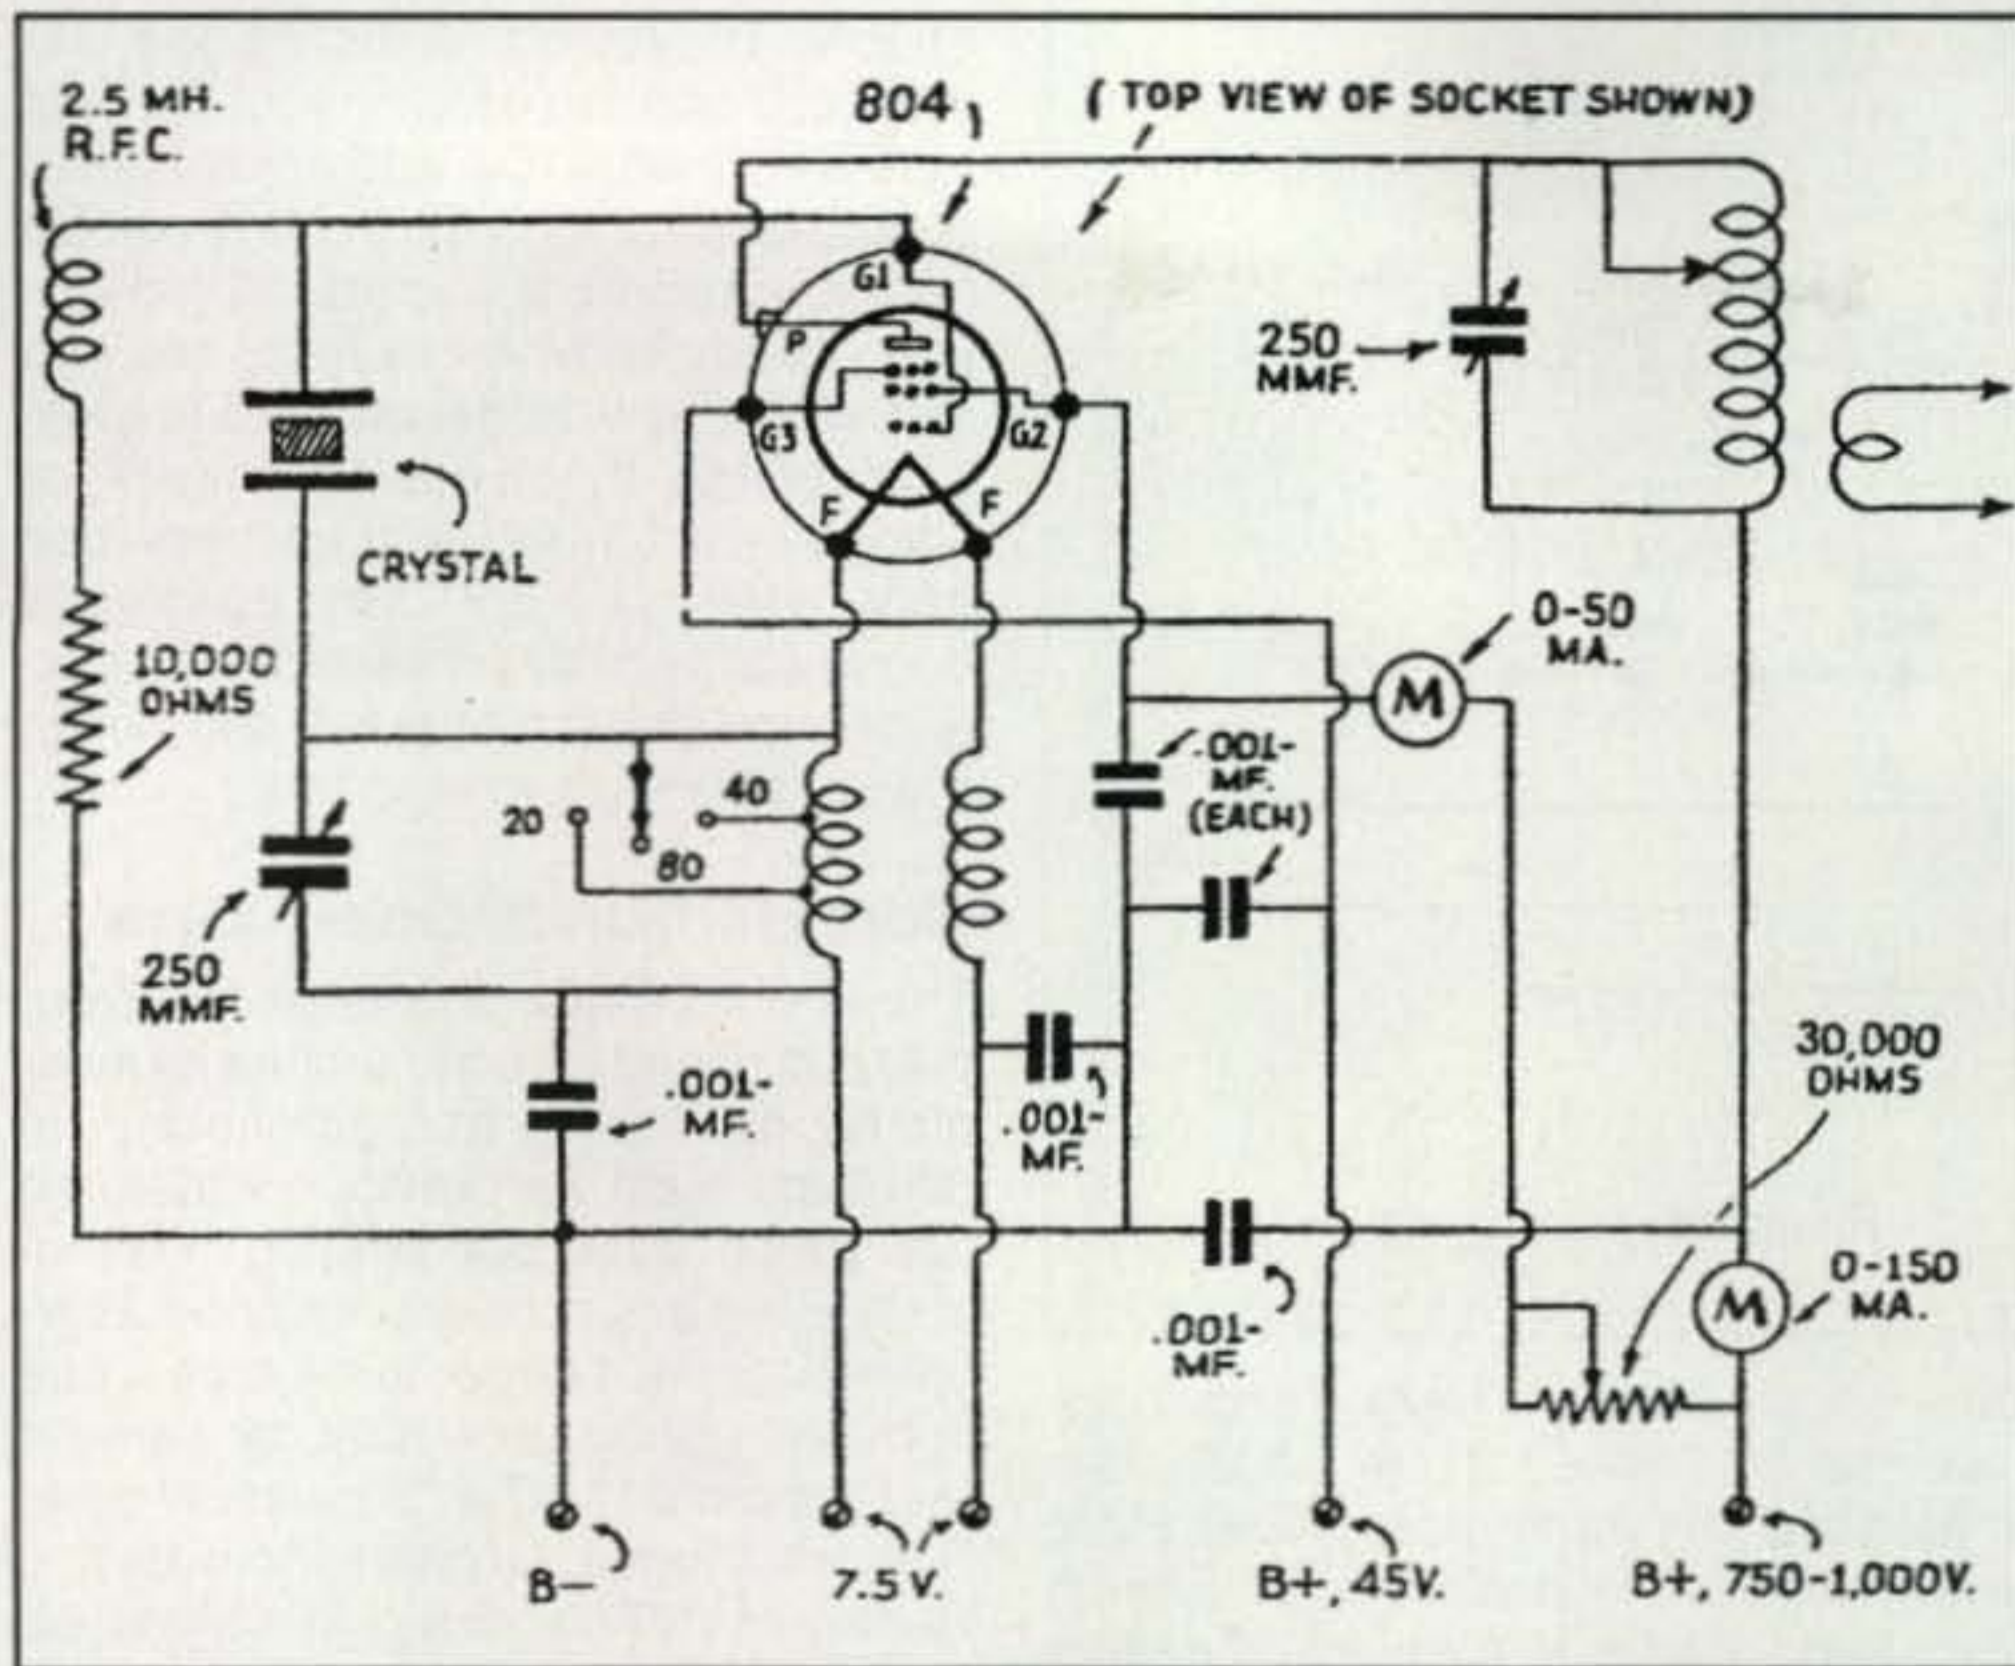 2.5 MH.
R.F.C.
804
( TOP VIEW OF SOCKET SHOWN)
G1
P
G3
G2
F
F
250
MMF.
CRYSTAL
10,000
OHMS
0-50
MA.
M
.001-
MF.
(EACH)
20
40
80
250
MMF.
.001-
MF.
.001-
MF.
30,000
OHMS
.001-
MF.
M
0-150
MA.
B−
7.5 V.
B+, 45V.
B+, 750-1,000V.